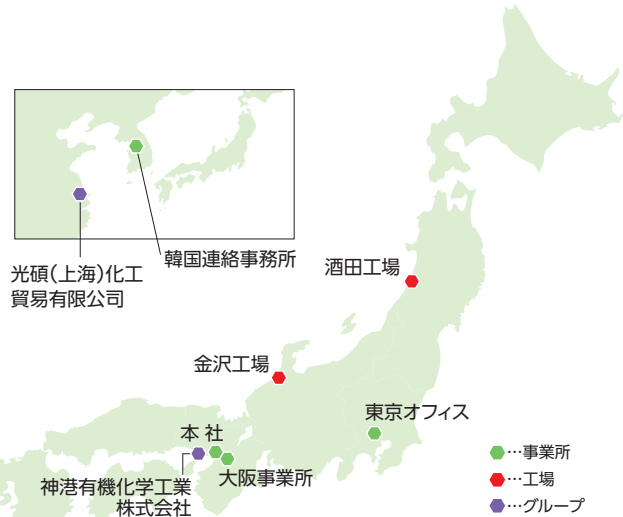 光碩（上海）化工
貿易有限公司
韓国連絡事務所
酒田工場
金沢工場
東京オフィス
本 社
大阪事業所
神港有機化学工業
株式会社
…事業所
…工場
…グループ